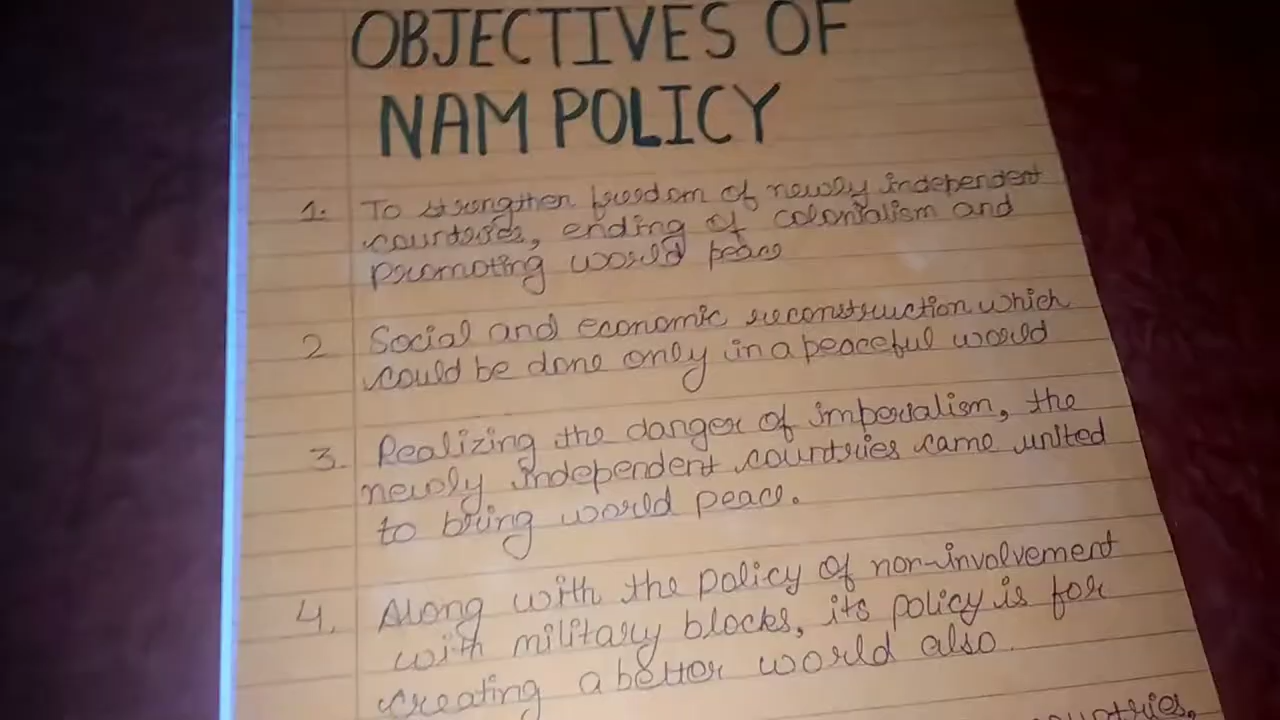 OBJECTIVES OF
NAM POLICY
1. To strengthen freedom of newly independent
countries, ending of colonialism and
promoting world peace
2 Social and economic reconstruction which
could be done only in a peaceful world
3. Realizing the danger of imperialism, the
newly independent countries came united
to bring world peace.
4. Along with the policy of non-involvement
with military blocks, its policy is for
creating a better world also.
countries,